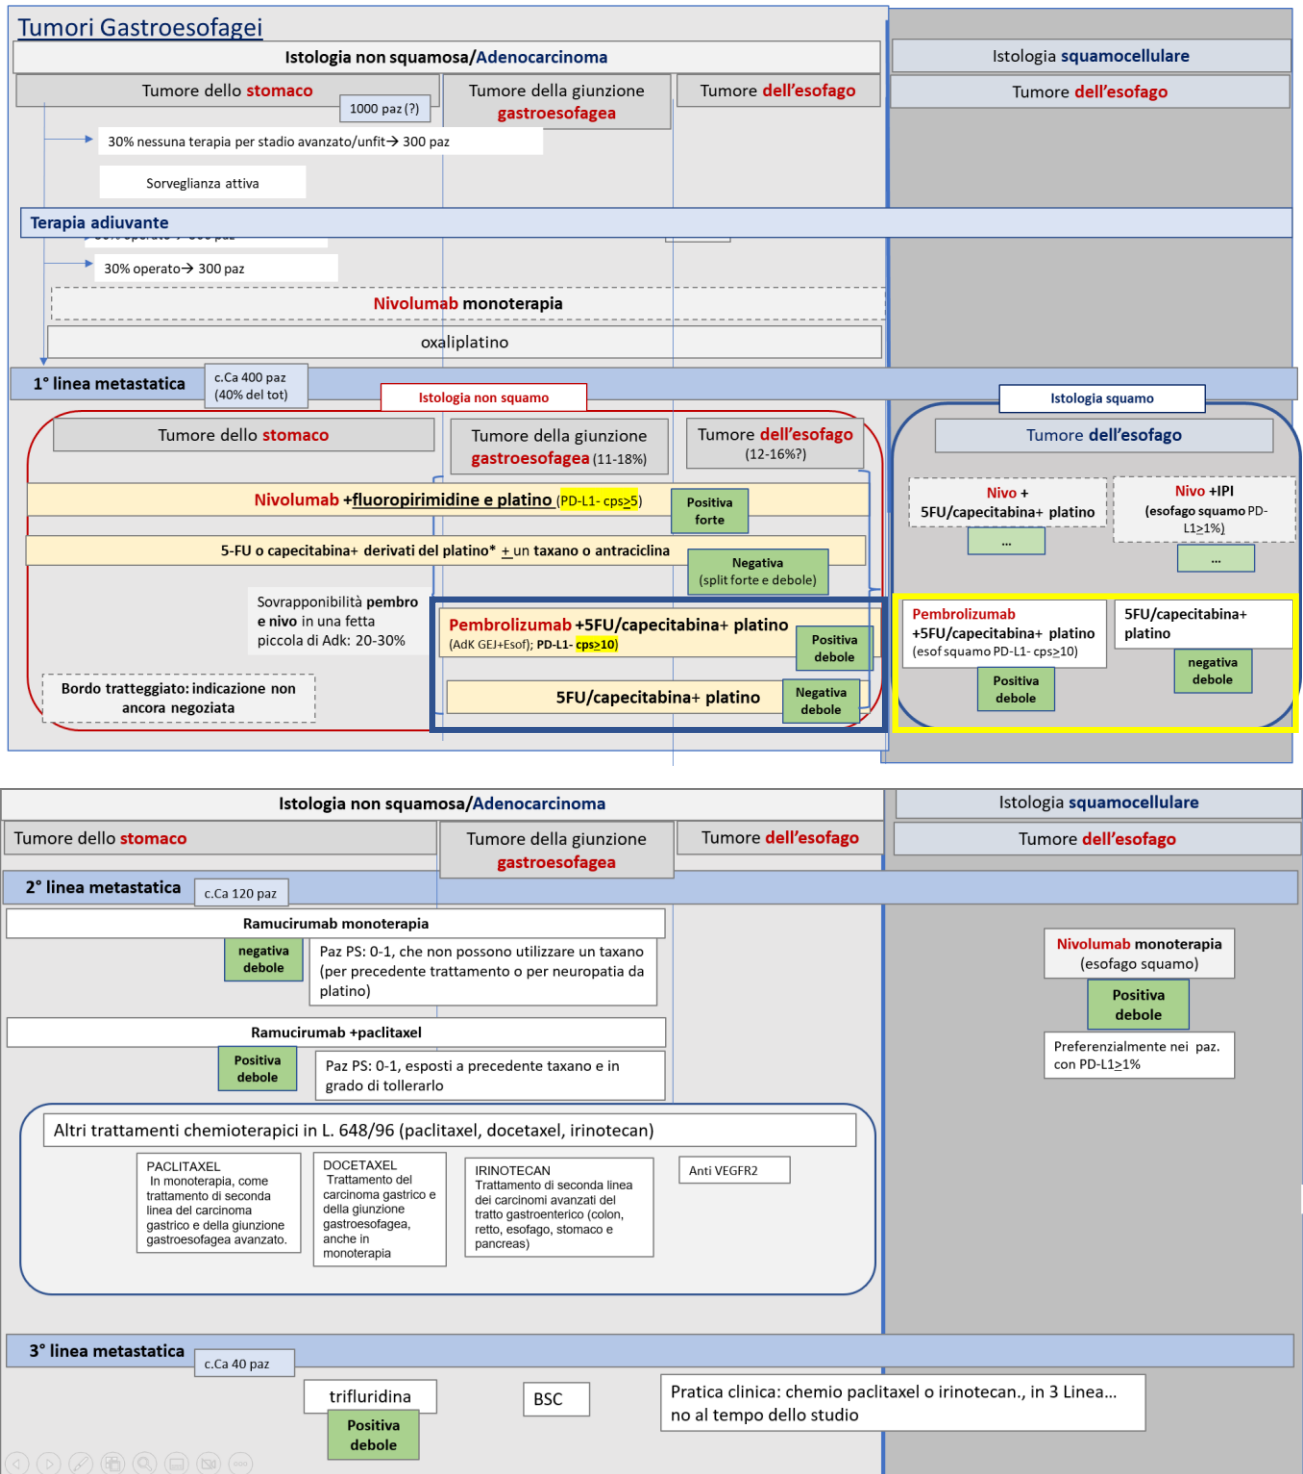 Tumori Gastroesofagei
Istologia non squamosa/Adenocarcinoma
Istologia squamocellulare
Tumore dello stomaco
Tumore della giunzione
gastroesofagea
Tumore dell'esofago
Tumore dell'esofago
1000 paz (?)
30% nessuna terapia per stadio avanzato/unfit→ 300 paz
Sorveglianza attiva
Terapia adiuvante
30% operato→ 300 paz
Nivolumab monoterapia
oxaliplatino
1° linea metastatica
c.Ca 400 paz
(40% del tot)
Istologia non squamo
Istologia squamo
Tumore dello stomaco
Tumore della giunzione
gastroesofagea (11-18%)
Tumore dell'esofago
(12-16%?)
Tumore dell'esofago
Nivolumab +fluoropirimidine e platino (PD-L1- cps≥5)
Positiva
forte
Nivo +
5FU/capecitabina+ platino
...
Nivo +IPI
(esofago squamo PD-
L1≥1%)
...
5-FU o capecitabina+ derivati del platino* + un taxano o antraciclina
Negativa
(split forte e debole)
Sovrapponibilità pembro
e nivo in una fetta
piccola di Adk: 20-30%
Pembrolizumab +5FU/capecitabina+ platino
(AdK GEJ+Esof); PD-L1- cps≥10)
Positiva
debole
Pembrolizumab
+5FU/capecitabina+ platino
(esof squamo PD-L1- cps≥10)
Positiva
debole
5FU/capecitabina+
platino
negativa
debole
Bordo tratteggiato: indicazione non
ancora negoziata
5FU/capecitabina+ platino
Negativa
debole
Istologia non squamosa/Adenocarcinoma
Istologia squamocellulare
Tumore dello stomaco
Tumore della giunzione
gastroesofagea
Tumore dell'esofago
Tumore dell'esofago
2° linea metastatica
c.Ca 120 paz
Ramucirumab monoterapia
negativa
debole
Paz PS: 0-1, che non possono utilizzare un taxano
(per precedente trattamento o per neuropatia da
platino)
Nivolumab monoterapia
(esofago squamo)
Positiva
debole
Preferenzialmente nei paz.
con PD-L1≥1%
Ramucirumab +paclitaxel
Positiva
debole
Paz PS: 0-1, esposti a precedente taxano e in
grado di tollerarlo
Altri trattamenti chemioterapici in L. 648/96 (paclitaxel, docetaxel, irinotecan)
PACLITAXEL
In monoterapia, come
trattamento di seconda
linea del carcinoma
gastrico e della giunzione
gastroesofagea avanzato.
DOCETAXEL
Trattamento del
carcinoma gastrico e
della giunzione
gastroesofagea,
anche in
monoterapia
IRINOTECAN
Trattamento di seconda linea
dei carcinomi avanzati del
tratto gastroenterico (colon,
retto, esofago, stomaco e
pancreas)
Anti VEGFR2
3° linea metastatica
c.Ca 40 paz
trifluridina
Positiva
debole
BSC
Pratica clinica: chemio paclitaxel o irinotecan., in 3 Linea...
no al tempo dello studio